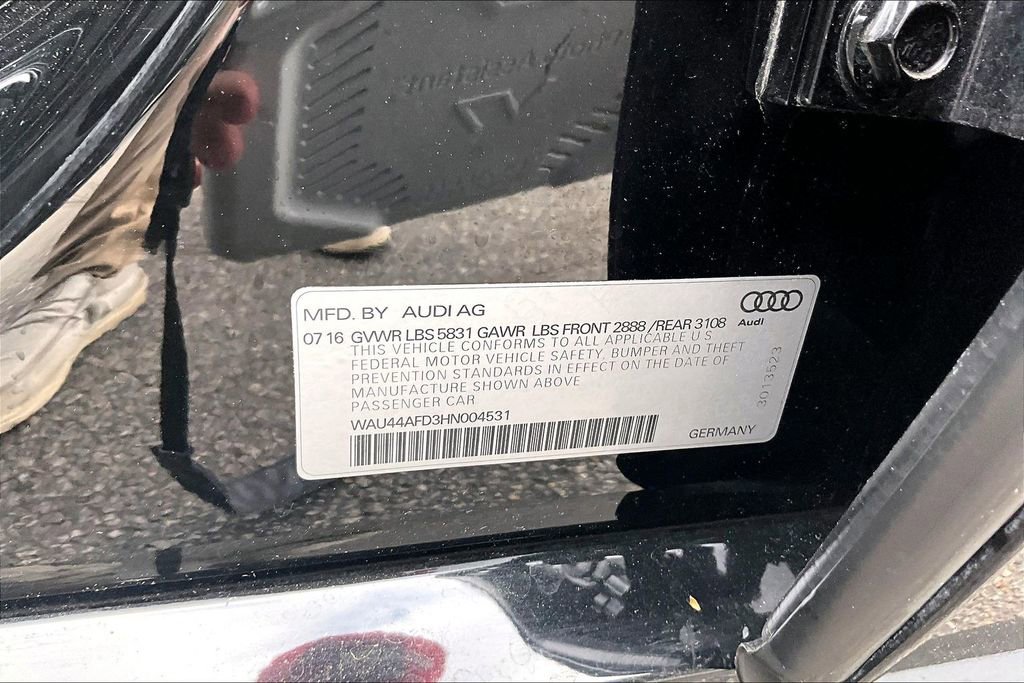 MFD. BY AUDI AG
Audi
07 16 GVWR LBS 5831 GAWR LBS FRONT 2888 /REAR 3108
THIS VEHICLE CONFORMS TO ALL APPLICABLE U S
FEDERAL MOTOR VEHICLE SAFETY, BUMPER AND THEFT
PREVENTION STANDARDS IN EFFECT ON THE DATE OF
MANUFACTURE SHOWN ABOVE
PASSENGER CAR
WAU44AFD3HN004531
GERMANY
3013523